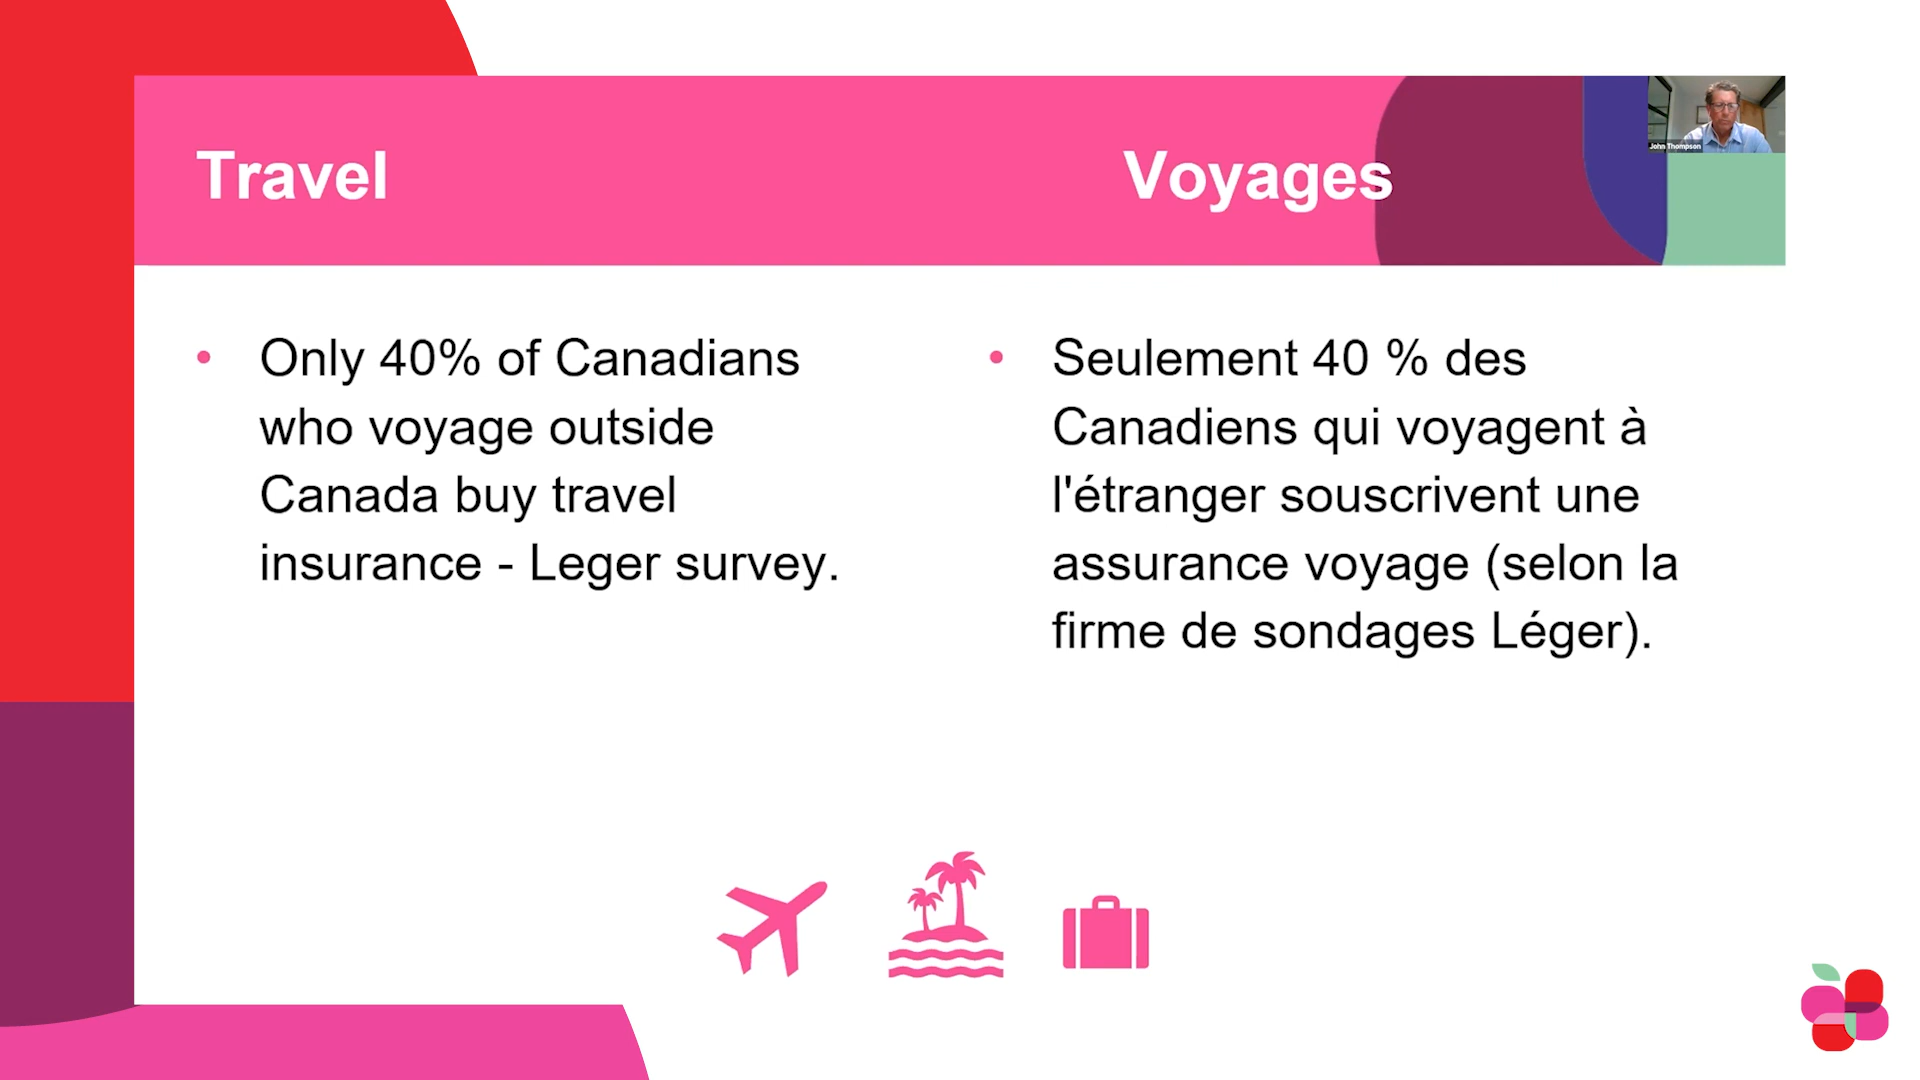 Travel
Voyages
John Thompson
• Only 40% of Canadians
who voyage outside
Canada buy travel
insurance - Leger survey.
• Seulement 40 % des
Canadiens qui voyagent à
l'étranger souscrivent une
assurance voyage (selon la
firme de sondages Léger).